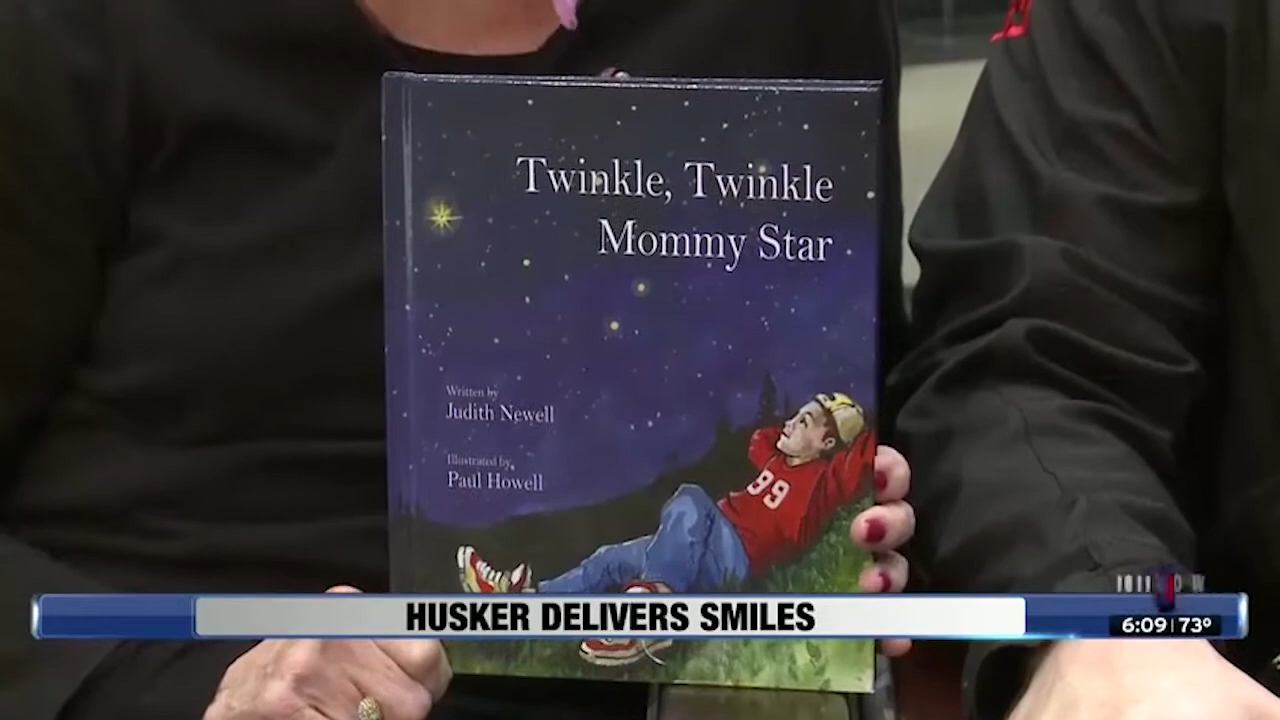 Twinkle, Twinkle
Mommy Star
Written by
Judith Newell
Illustrated by
Paul Howell
99
HUSKER DELIVERS SMILES
6:09 73°